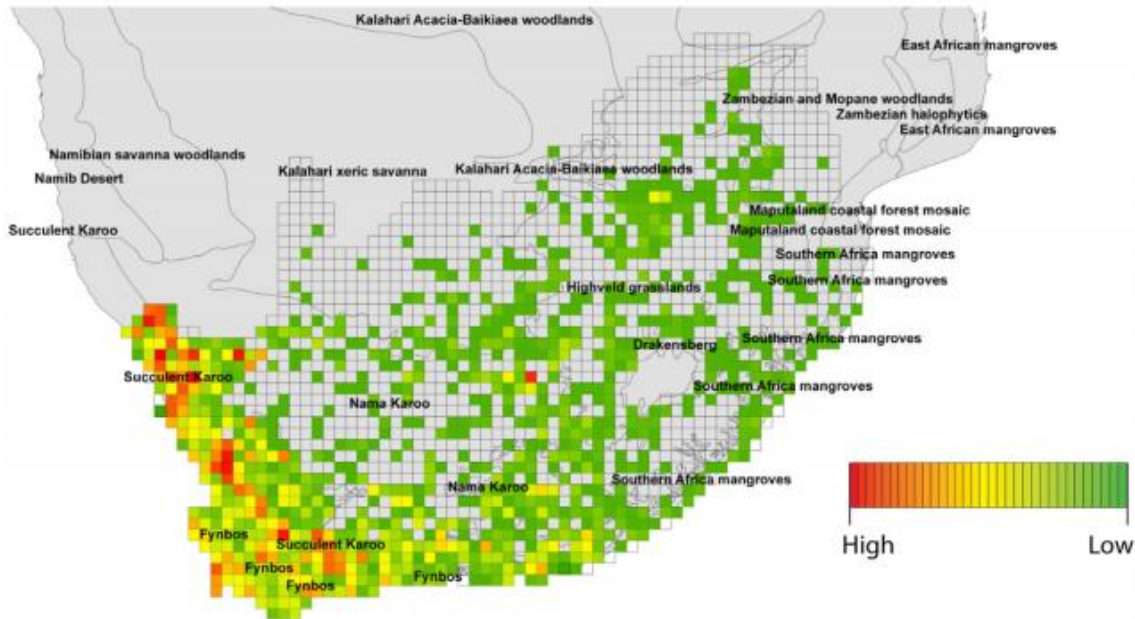 Kalahari Acacia-Baikiaea woodlands
East African mangroves
Zambezian and Mopane woodlands
Zambezian halophytics
East African mangroves
Namibian savanna woodlands
Kalahari xeric savanna
Kalahari Acacia-Baikiaea woodlands
Namib Desert
Maputaland coastal forest mosaic
Succulent Karoo
Maputaland coastal forest mosaic
Southern Africa mangroves
Southern Africa mangroves
Highveld grasslands
Southern Africa mangroves
Drakensberg
Succulent Karoo
Southern Africa mangroves
Nama Karoo
Southern Africa mangroves
Nama Karoo
Fynbos
Succulent Karoo
Fynbos
Fynbos
Fynbos
High
Low